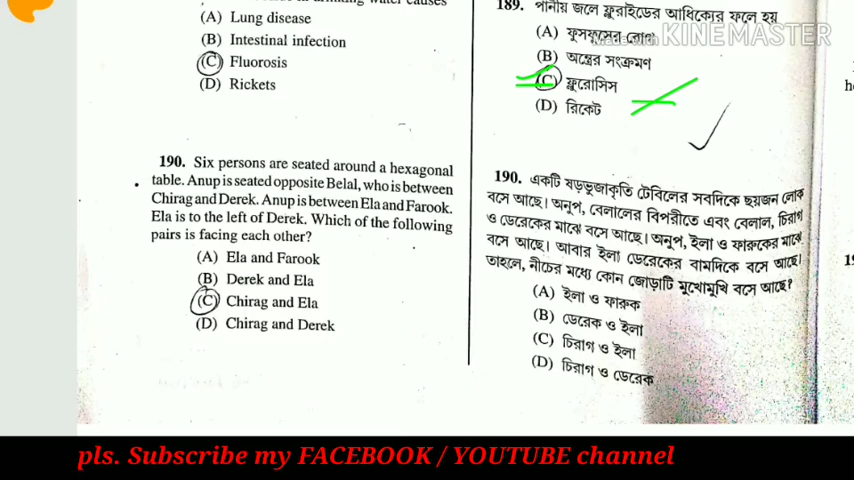 water causes
(A) Lung disease
(B) Intestinal infection
(C) Fluorosis
(D) Rickets
190. Six persons are seated around a hexagonal
table. Anup is seated opposite Belal, who is between
Chirag and Derek. Anup is between Ela and Farook.
Ela is to the left of Derek. Which of the following
pairs is facing each other?
(A) Ela and Farook
(B) Derek and Ela
(C) Chirag and Ela
(D) Chirag and Derek
189. পানীয় জলে ফ্লুরাইডের আধিক্যের ফলে হয়
(A) ফুসফুসের রোগ
Made with KINEMASTER
(B) অন্ত্রের সংক্রমণ
(C) ফ্লুরোসিস
(D) রিকেট
190. একটি ষড়ভুজাকৃতি টেবিলের সবদিকে ছয়জন লোক
বসে আছে। অনুপ, বেলালের বিপরীতে এবং বেলাল, চিরাগ
ও ডেরেকের মাঝে বসে আছে। অনুপ, ইলা ও ফারুকের মাঝে
বসে আছে। আবার ইলা ডেরেকের বামদিকে বসে আছে।
তাহলে, নীচের মধ্যে কোন জোড়াটি মুখোমুখি বসে আছে?
(A) ইলা ও ফারুক
(B) ডেরেক ও ইলা
(C) চিরাগ ও ইলা
(D) চিরাগ ও ডেরেক
pls. Subscribe my FACEBOOK / YOUTUBE channel